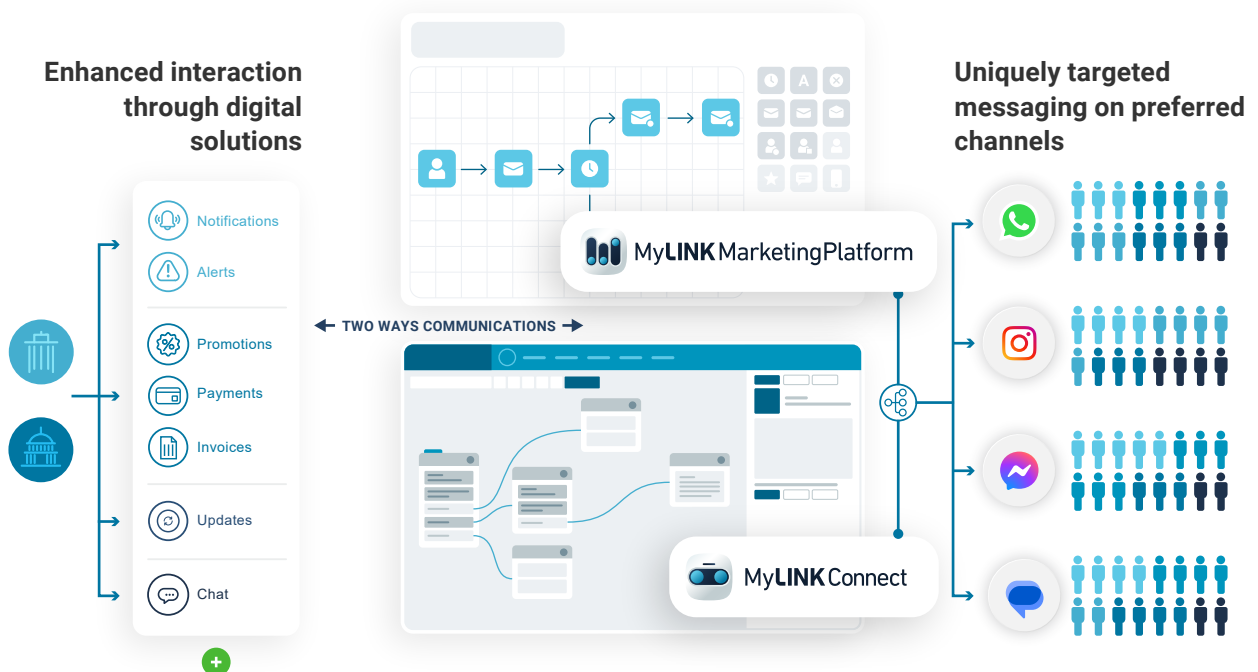 Enhanced interaction
through digital
solutions
Notifications
Alerts
Promotions
Payments
Invoices
Updates
Chat
TWO WAYS COMMUNICATIONS
A
MyLINK MarketingPlatform
MyLINK Connect
Uniquely targeted
messaging on preferred
channels